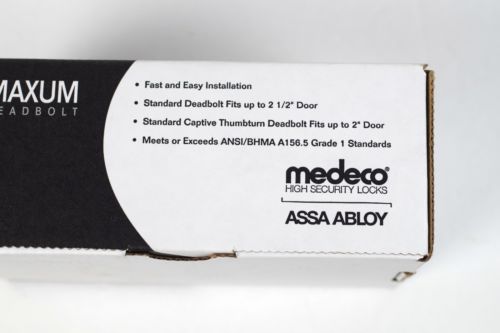 MAXUM
EADBOLT
• Fast and Easy Installation
• Standard Deadbolt Fits up to 2 1/2" Door
• Standard Captive Thumbturn Deadbolt Fits up to 2" Door
• Meets or Exceeds ANSI/BHMA A156.5 Grade 1 Standards
medeco®
HIGH SECURITY LOCKS
ASSA ABLOY